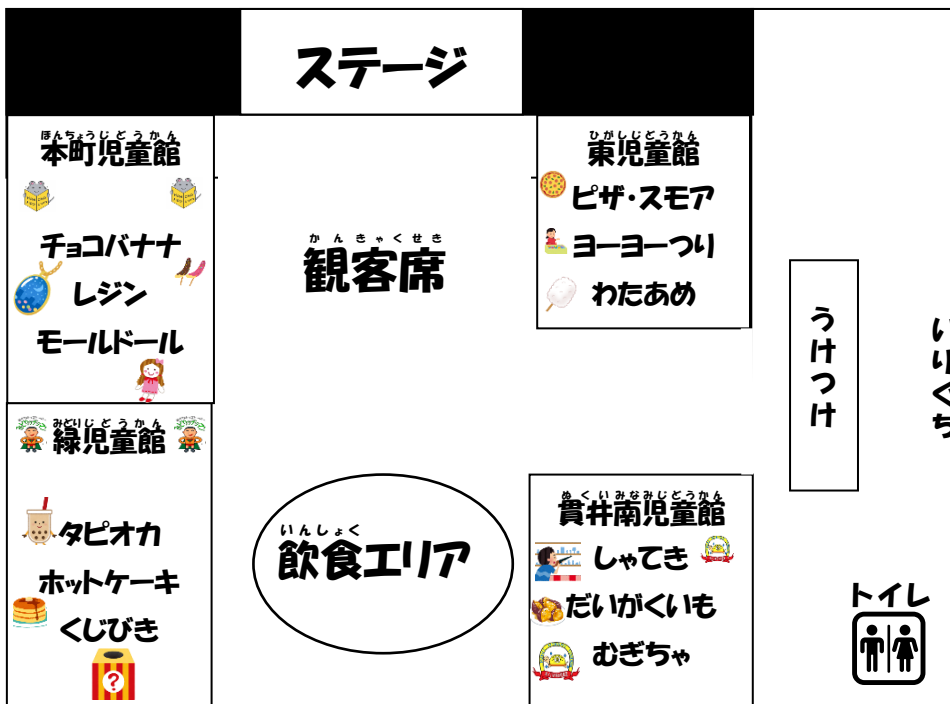 ステージ
ほんちょうじどうかん
本町児童館
チョコバナナ
レジン
モールドール
かんきゃくせき
観客席
ひがしじどうかん
東児童館
ピザ・スモア
ヨーヨーつり
わたあめ
うけつけ
いりぐち
みどりじどうかん
緑児童館
タピオカ
ホットケーキ
くじびき
?
いんしょく
飲食エリア
ぬくいみなみじどうかん
貫井南児童館
しゃてき
だいがくいも
むぎちゃ
トイレ